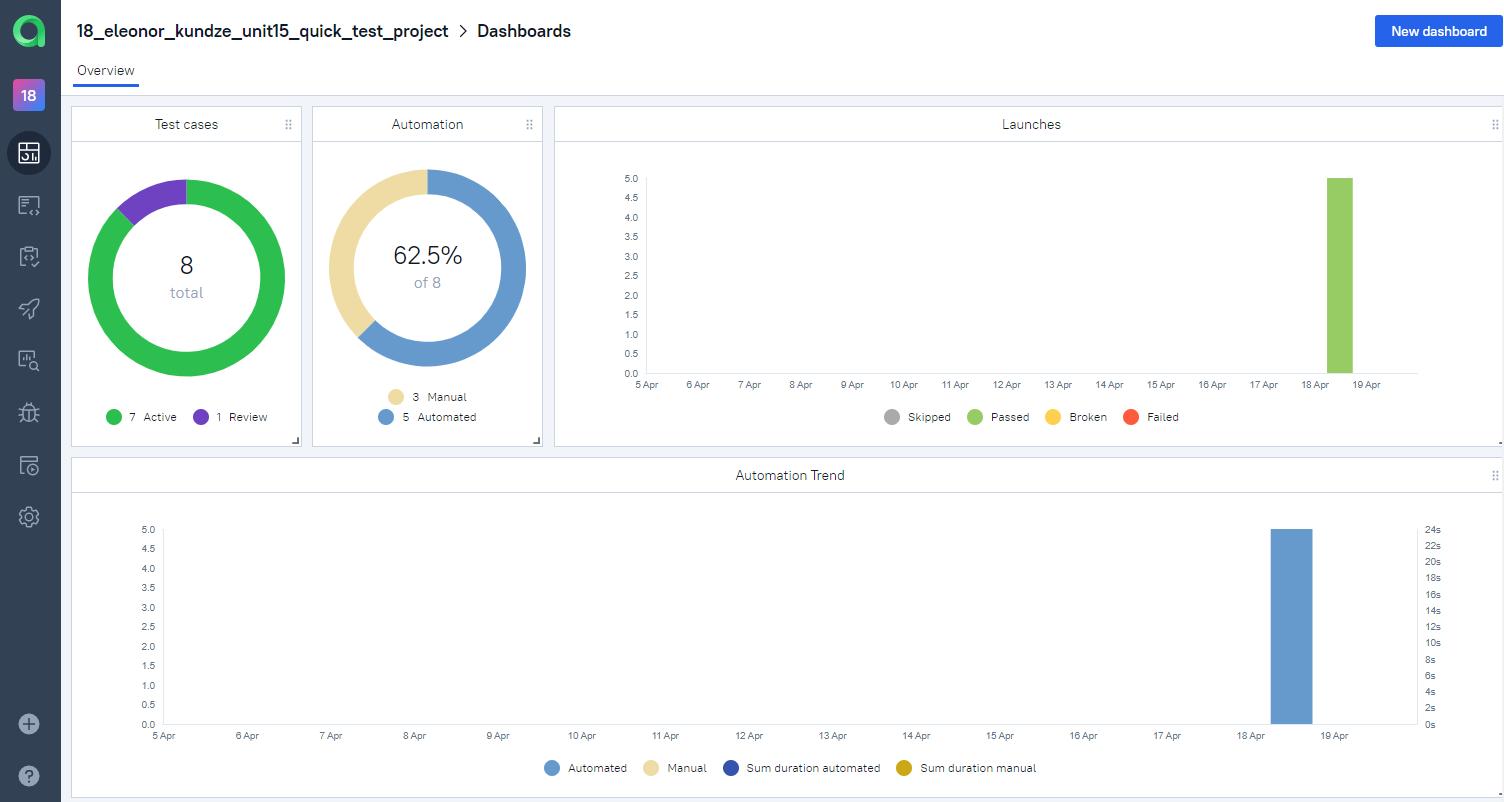 18_eleonor_kundze_unit15_quick_test_project > Dashboards
New dashboard
Overview
18
Test cases
8
total
7 Active 1 Review
Automation
62.5%
of 8
3 Manual
5 Automated
Launches
5.0
4.5
4.0
3.5
3.0
2.5
2.0
1.5
1.0
0.5
0.0
5 Apr 6 Apr 7 Apr 8 Apr 9 Apr 10 Apr 11 Apr 12 Apr 13 Apr 14 Apr 15 Apr 16 Apr 17 Apr 18 Apr 19 Apr
Skipped Passed Broken Failed
Automation Trend
5.0
4.5
4.0
3.5
3.0
2.5
2.0
1.5
1.0
0.5
0.0
24s
22s
20s
18s
16s
14s
12s
10s
8s
6s
4s
2s
0s
5 Apr 6 Apr 7 Apr 8 Apr 9 Apr 10 Apr 11 Apr 12 Apr 13 Apr 14 Apr 15 Apr 16 Apr 17 Apr 18 Apr 19 Apr
Automated Manual Sum duration automated Sum duration manual